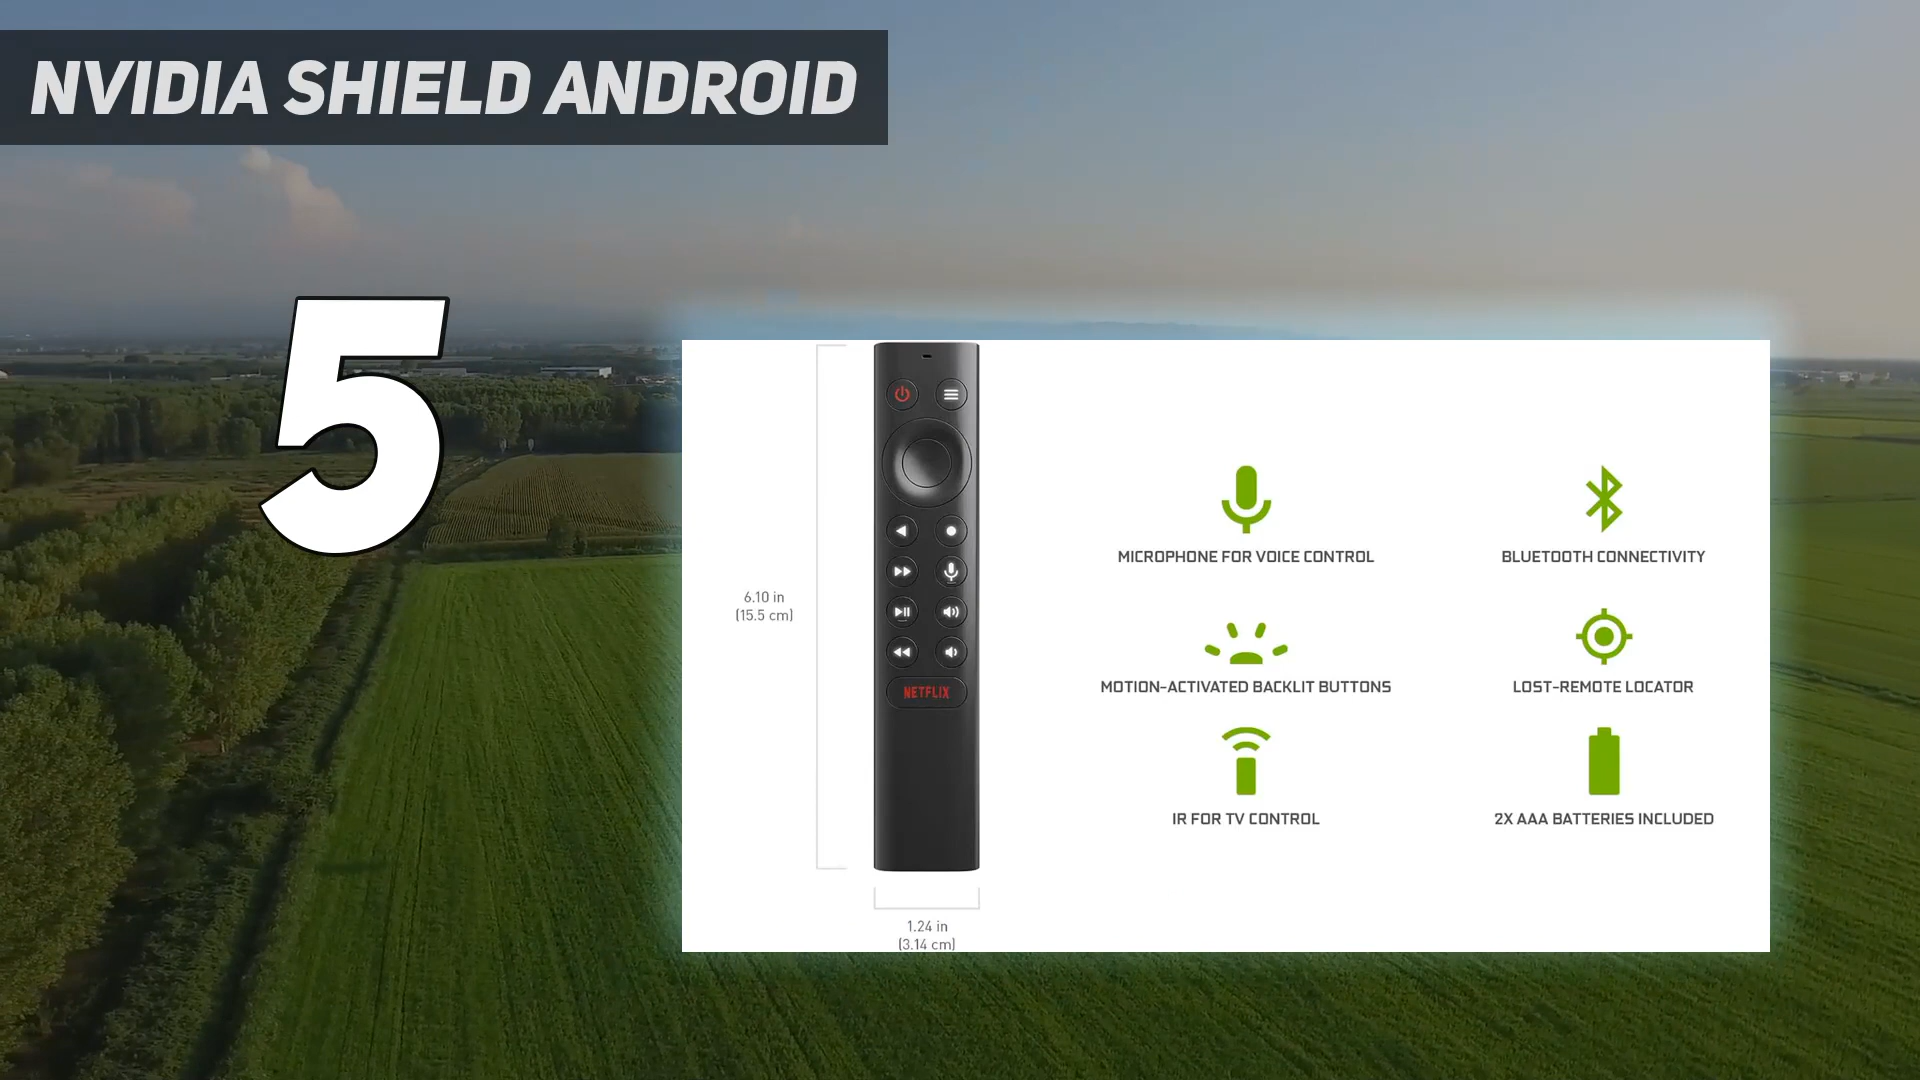 NVIDIA SHIELD ANDROID
5
NETFLIX
6.10 in
(15.5 cm)
1.24 in
(3.14 cm)
MICROPHONE FOR VOICE CONTROL
BLUETOOTH CONNECTIVITY
MOTION-ACTIVATED BACKLIT BUTTONS
LOST-REMOTE LOCATOR
IR FOR TV CONTROL
2X AAA BATTERIES INCLUDED